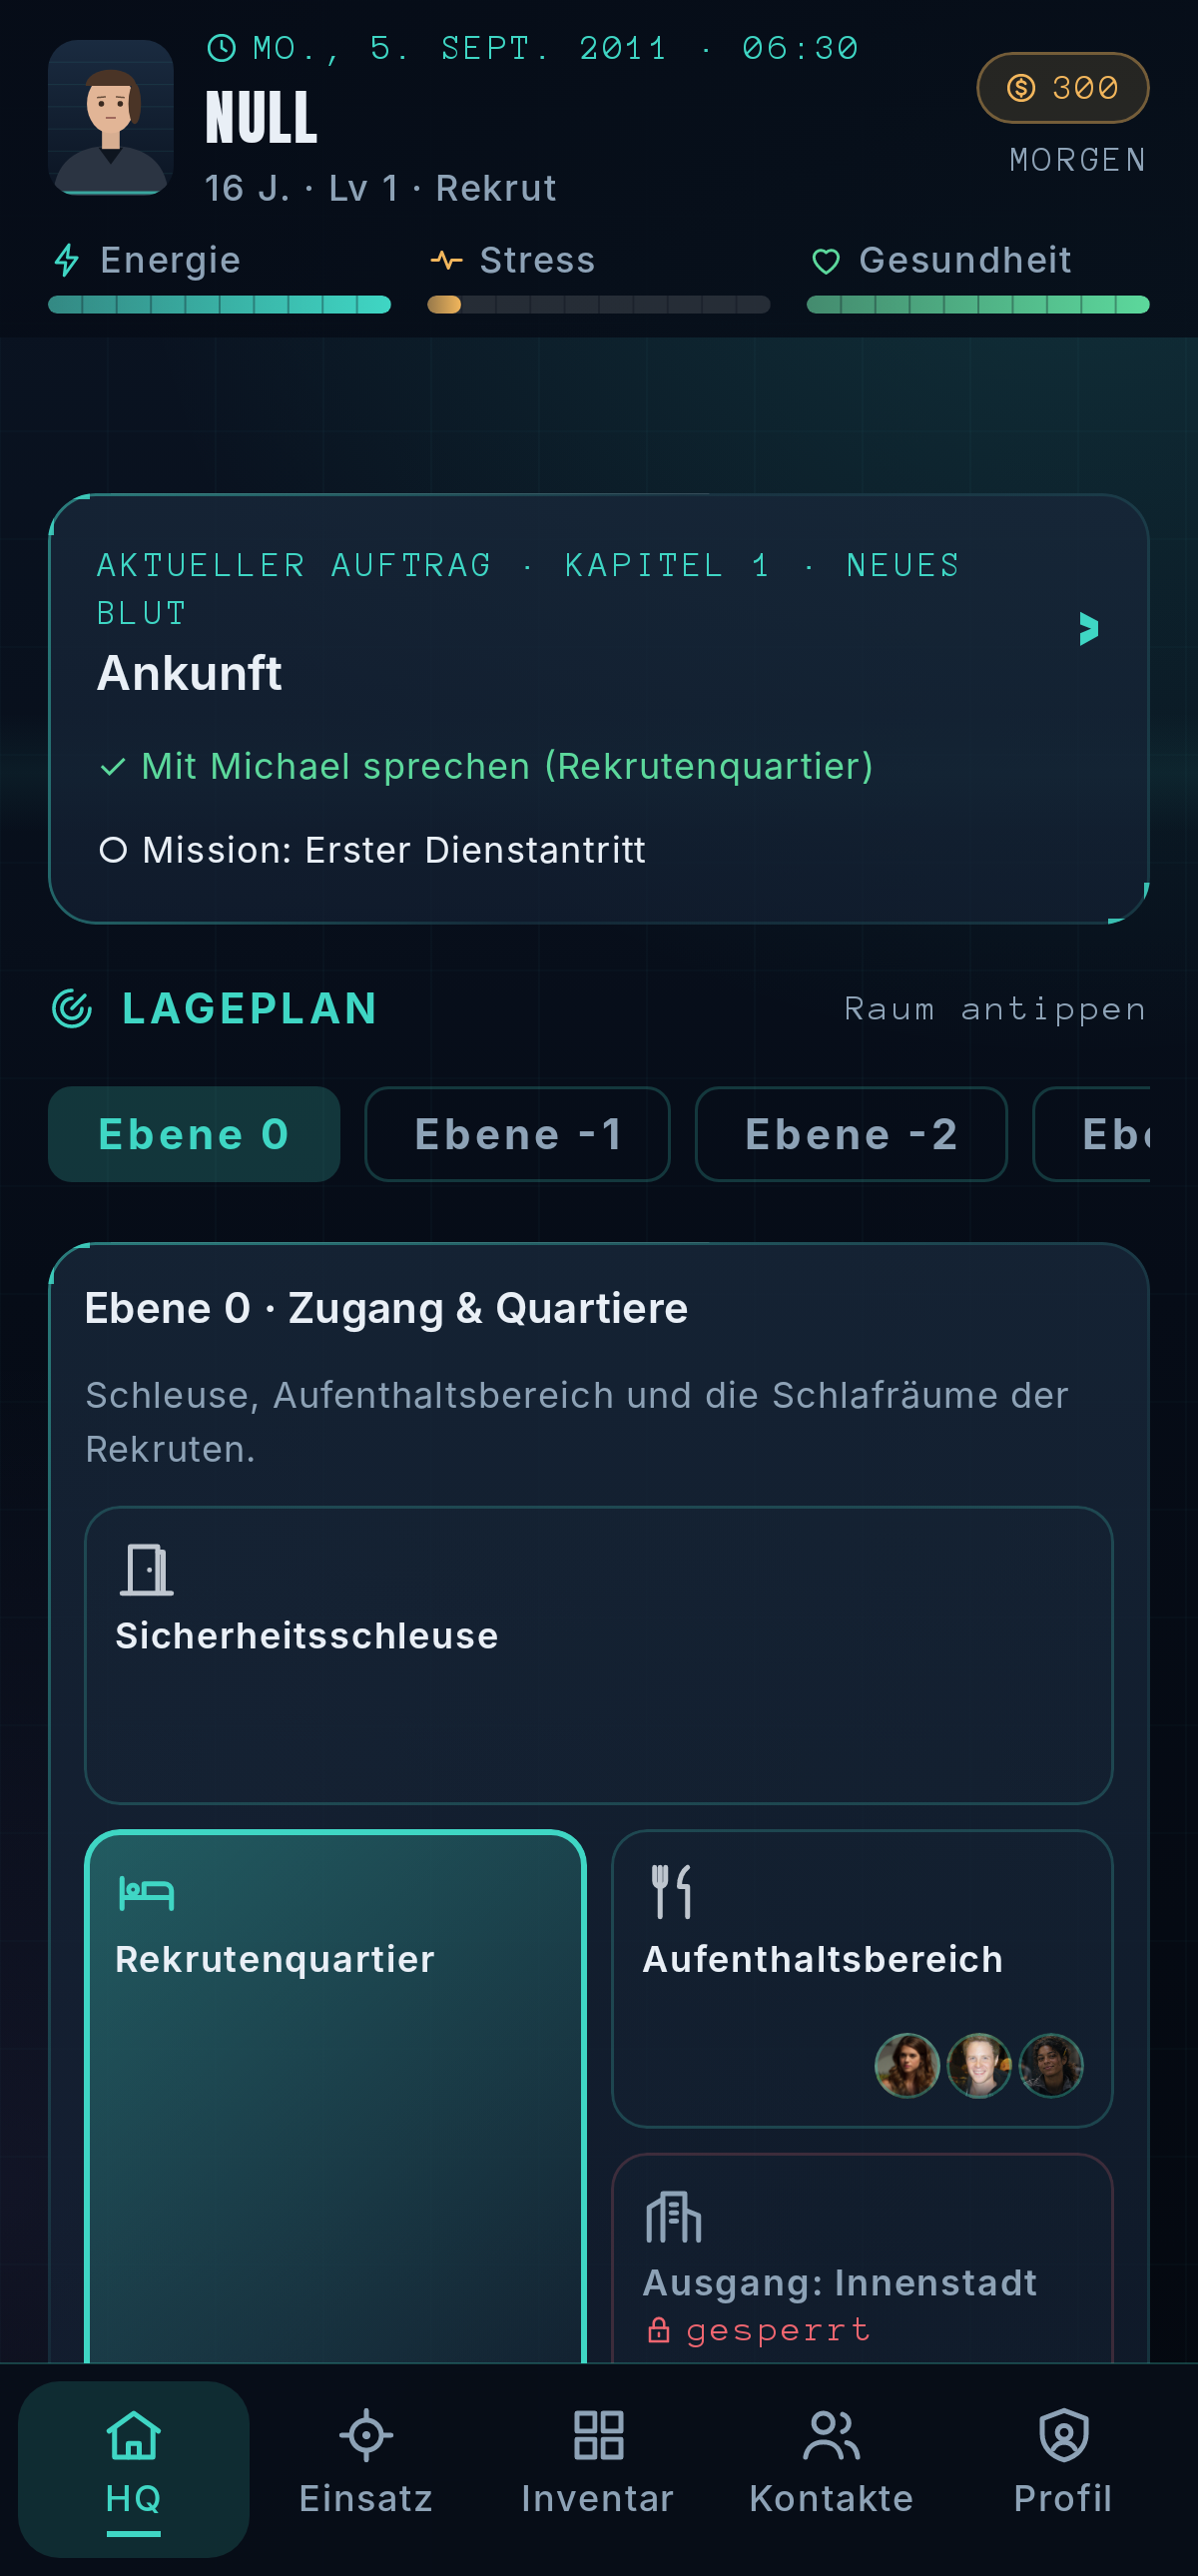 MO., 5. SEPT. 2011 · 06:30
NULL
16 J. · Lv 1 · Rekrut
300
MORGEN
Energie
Stress
Gesundheit
AKTUELLER AUFTRAG · KAPITEL 1 · NEUES
BLUT
Ankunft
Mit Michael sprechen (Rekrutenquartier)
Mission: Erster Dienstantritt
LAGEPLAN
Raum antippen
Ebene 0
Ebene -1
Ebene -2
Ebene 0 · Zugang & Quartiere
Schleuse, Aufenthaltsbereich und die Schlafräume der
Rekruten.
Sicherheitsschleuse
Rekrutenquartier
Aufenthaltsbereich
Ausgang: Innenstadt
gesperrt
HQ
Einsatz
Inventar
Kontakte
Profil